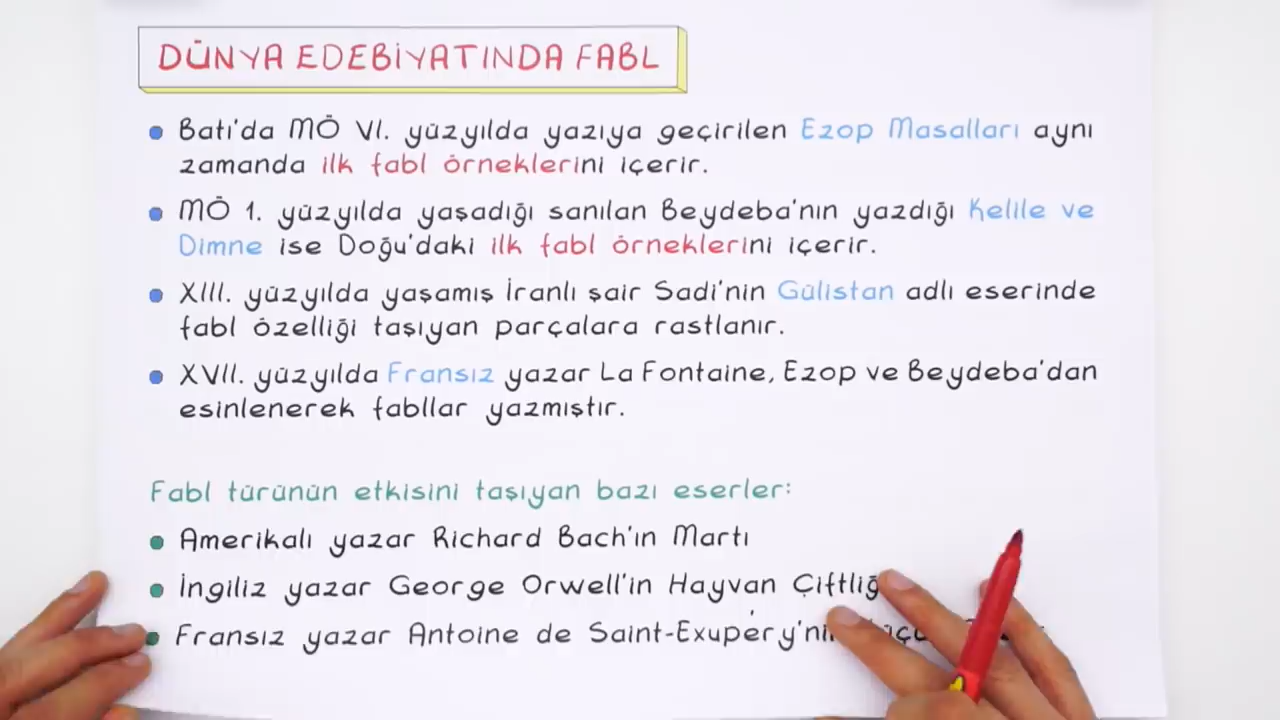 DÜNYA EDEBİYATINDA FABL
Batı'da MÖ VI. yüzyılda yazıya geçirilen Ezop Masalları aynı
zamanda ilk fabl örneklerini içerir.
MÖ 1. yüzyılda yaşadığı sanılan Beydeba'nın yazdığı Kelile ve
Dimne ise Doğu'daki ilk fabl örneklerini içerir.
XIII. yüzyılda yaşamış İranlı şair Sadi'nin Gülistan adlı eserinde
fabl özelliği taşıyan parçalara rastlanır.
XVII. yüzyılda Fransız yazar La Fontaine, Ezop ve Beydeba'dan
esinlenerek fabllar yazmıştır.
Fabl türünün etkisini taşıyan bazı eserler:
Amerikalı yazar Richard Bach'ın Martı
İngiliz yazar George Orwell'in Hayvan Çiftliğ
Fransız yazar Antoine de Saint-Exupéry'nin